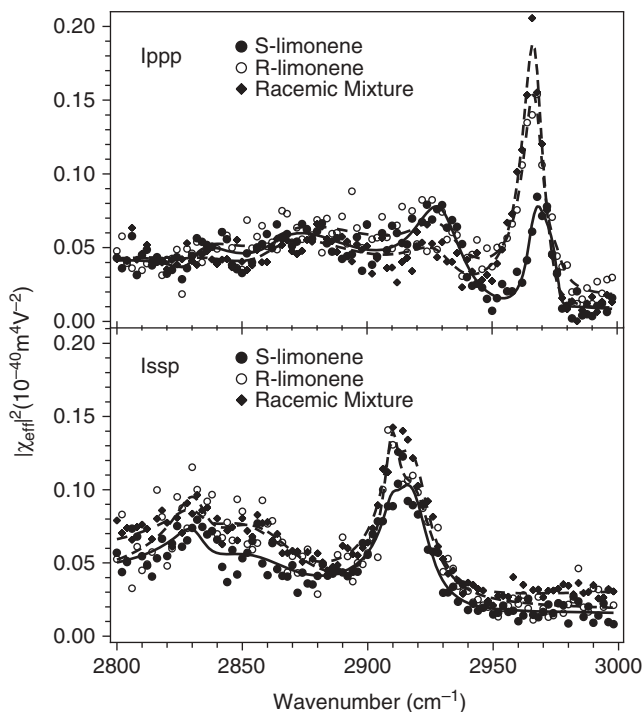 0.20
Ippp
S-limonene
R-limonene
Racemic Mixture
0.15
0.10
0.05
0.00
|χeff|²(10⁻⁴⁰m⁴V⁻²)
0.20
Issp
S-limonene
R-limonene
Racemic Mixture
0.15
0.10
0.05
0.00
2800 2850 2900 2950 3000
Wavenumber (cm⁻¹)